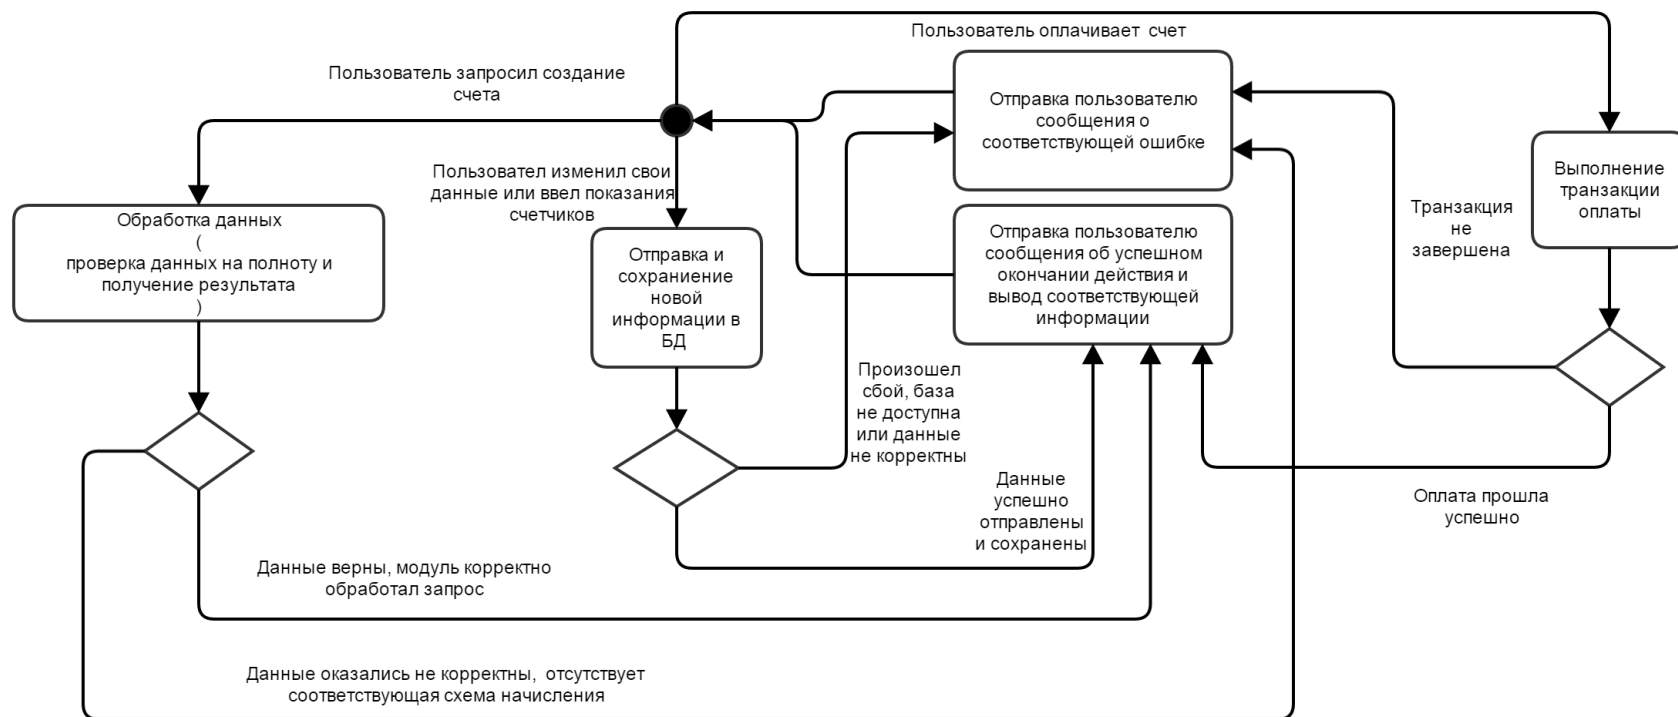 Пользователь оплачивает счет
Пользователь запросил создание
счета
Отправка пользователю
сообщения о
соответствующей ошибке
Выполнение
транзакции
оплаты
Пользовател изменил свои
данные или ввел показания
счетчиков
Транзакция
не
завершена
Обработка данных
(
проверка данных на полноту и
получение результата
)
Отправка и
сохраниение
новой
информации в
БД
Отправка пользователю
сообщения об успешном
окончании действия и
вывод соответствующей
информации
Произошел
сбой, база
не доступна
или данные
не корректны
Данные
успешно
отправлены
и сохранены
Оплата прошла
успешно
Данные верны, модуль корректно
обработал запрос
Данные оказались не корректны, отсутствует
соответствующая схема начисления